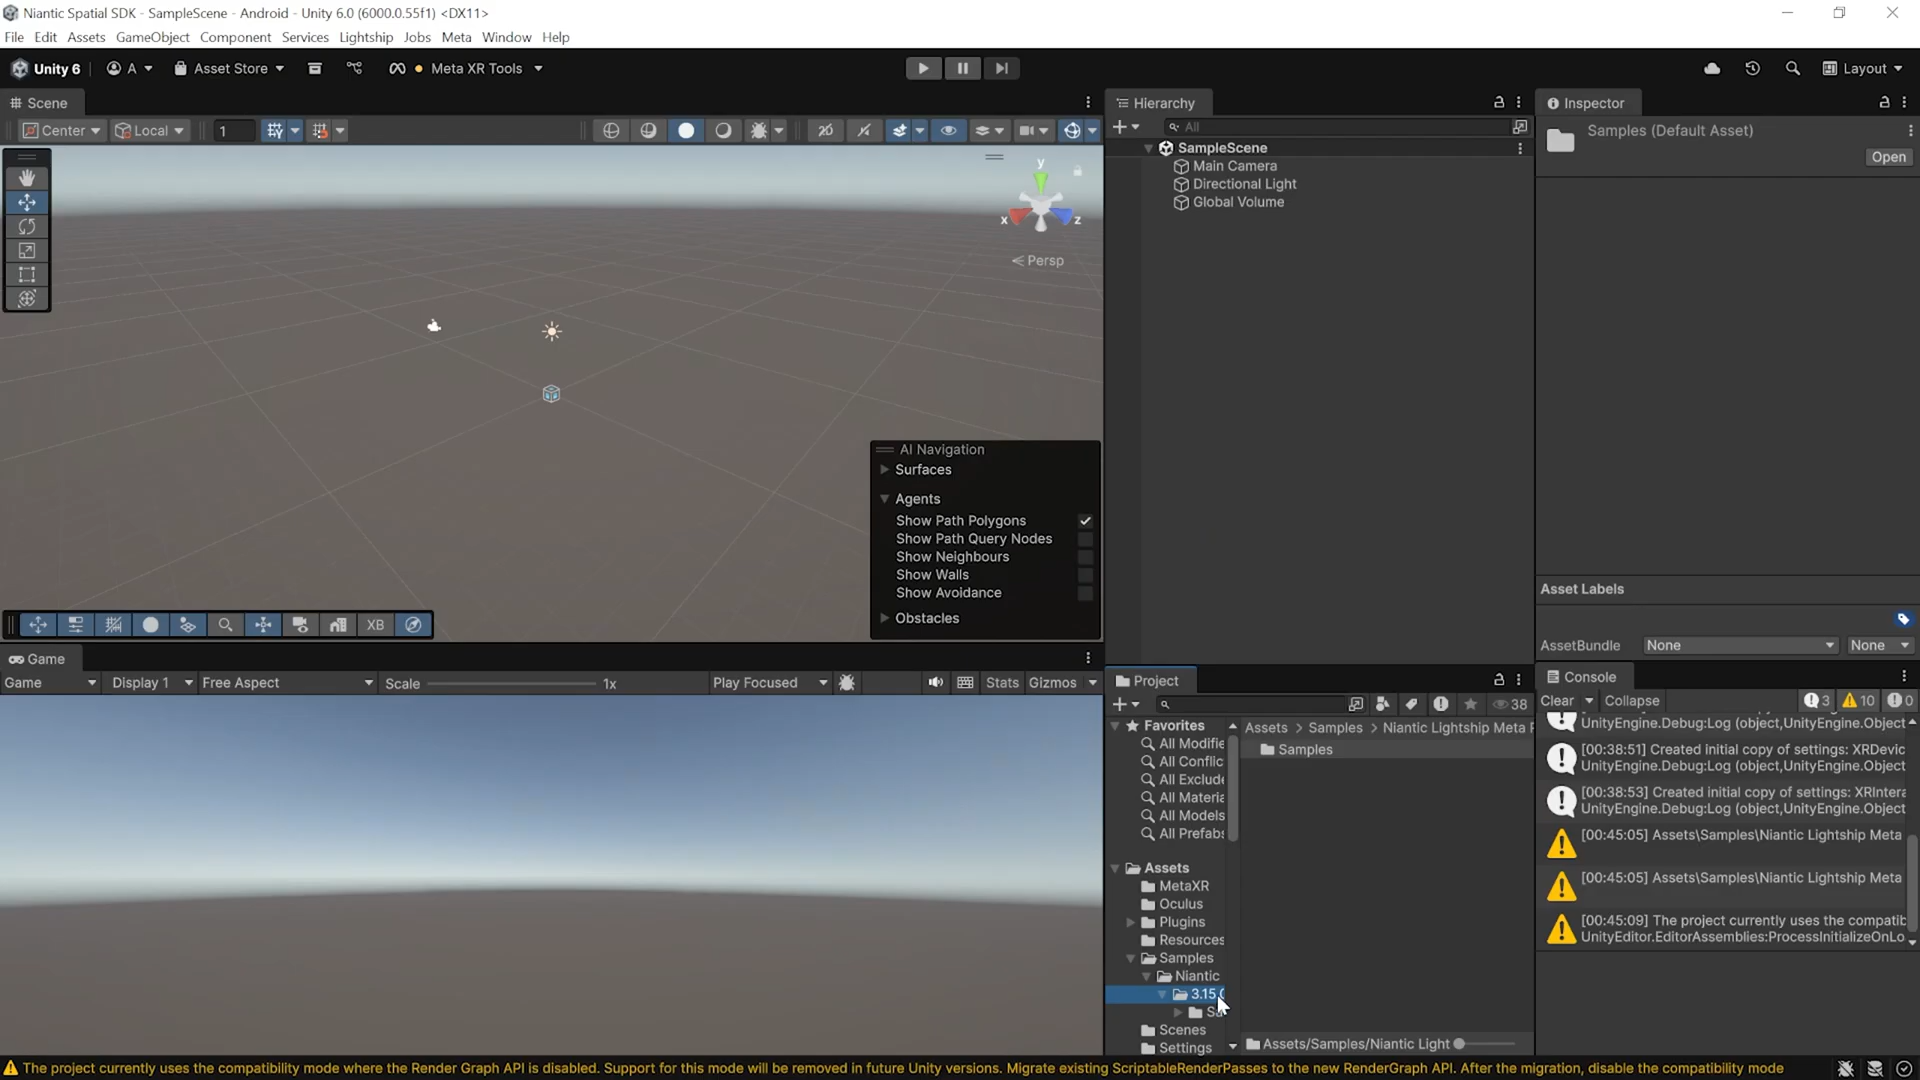 Niantic Spatial SDK - SampleScene - Android - Unity 6.0 (6000.0.55f1) <DX11>
File Edit Assets GameObject Component Services Lightship Jobs Meta Window Help
Unity 6 A Asset Store Meta XR Tools Layout
Scene
Center Local 1
y
x z
Persp
AI Navigation
Surfaces
Agents
Show Path Polygons
Show Path Query Nodes
Show Neighbours
Show Walls
Show Avoidance
Obstacles
XB
Game
Game Display 1 Free Aspect Scale 1x Play Focused Stats Gizmos
Hierarchy
All
SampleScene
Main Camera
Directional Light
Global Volume
Project
38
Favorites
All Modifie
All Conflic
All Exclude
All Materia
All Models
All Prefabs
Assets
MetaXR
Oculus
Plugins
Resources
Samples
Niantic
3.15.0
Sa
Scenes
Settings
Assets > Samples > Niantic Lightship Meta P
Samples
Assets/Samples/Niantic Light
Inspector
Samples (Default Asset)
Open
Asset Labels
AssetBundle None None
Console
Clear Collapse 3 10 0
UnityEngine.Debug:Log (object,UnityEngine.Object
[00:38:51] Created initial copy of settings: XRDevic
UnityEngine.Debug:Log (object,UnityEngine.Object
[00:38:53] Created initial copy of settings: XRIntera
UnityEngine.Debug:Log (object,UnityEngine.Object
[00:45:05] Assets\Samples\Niantic Lightship Meta
[00:45:05] Assets\Samples\Niantic Lightship Meta
[00:45:09] The project currently uses the compatib
UnityEditor.EditorAssemblies:ProcessInitializeOnLo
The project currently uses the compatibility mode where the Render Graph API is disabled. Support for this mode will be removed in future Unity versions. Migrate existing ScriptableRenderPasses to the new RenderGraph API. After the migration, disable the compatibility mode